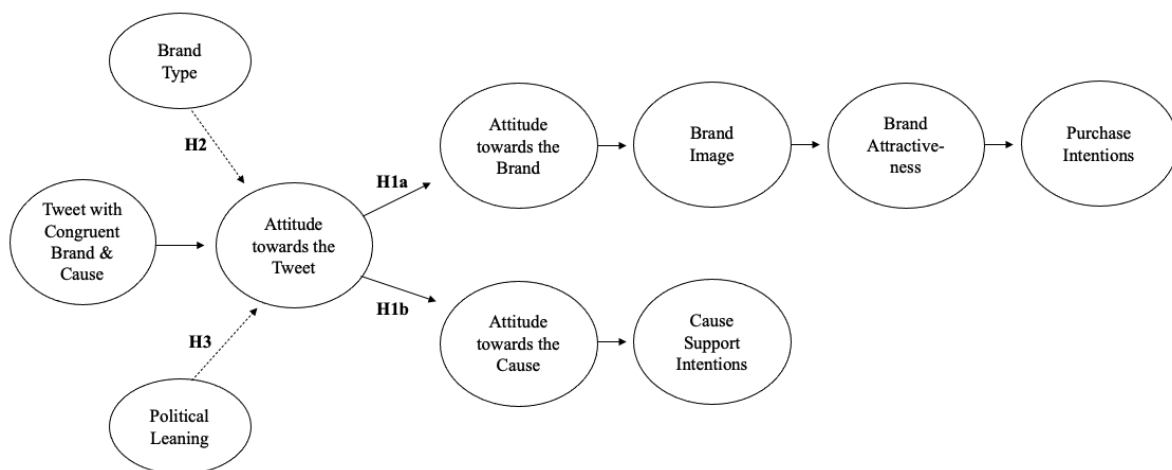 Brand
Type
H2
Tweet with
Congruent
Brand &
Cause
Attitude
towards the
Tweet
H3
Political
Leaning
H1a
Attitude
towards the
Brand
Brand
Image
Brand
Attractive-
ness
Purchase
Intentions
H1b
Attitude
towards the
Cause
Cause
Support
Intentions